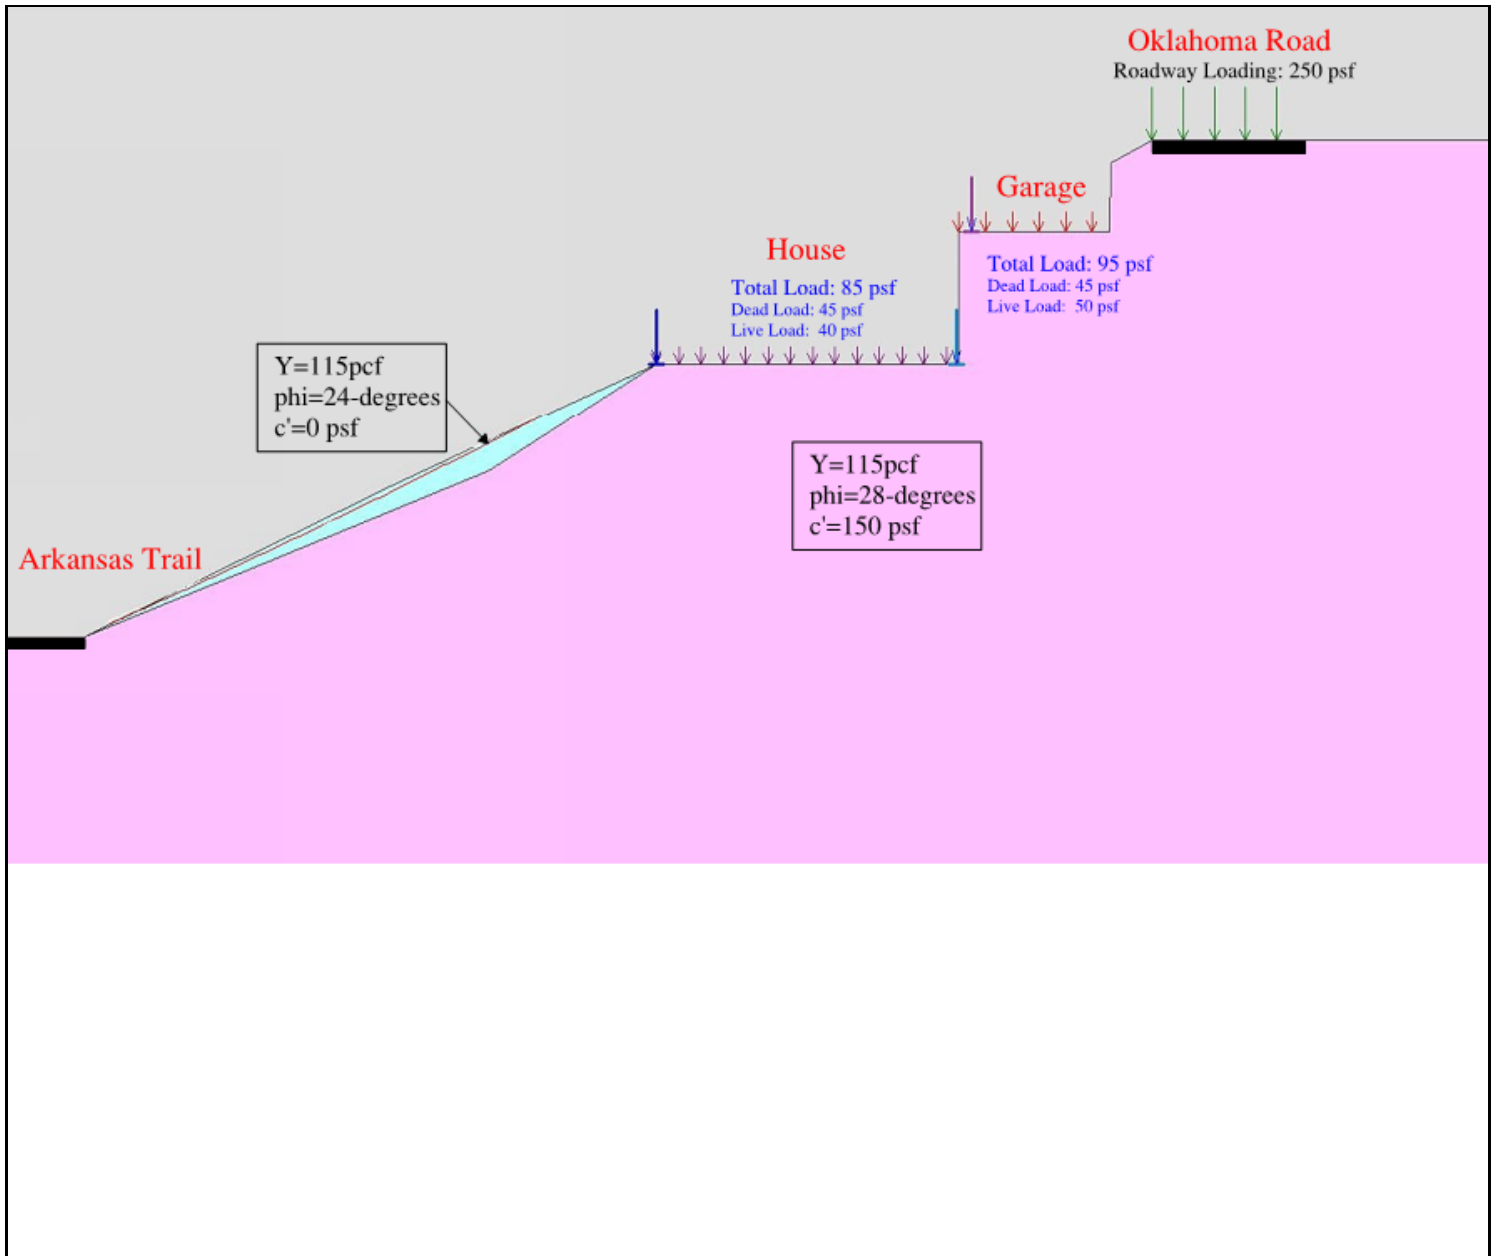 Oklahoma Road
Roadway Loading: 250 psf
Garage
House
Total Load: 95 psf
Dead Load: 45 psf
Live Load: 50 psf
Total Load: 85 psf
Dead Load: 45 psf
Live Load: 40 psf
Y=115pcf
phi=24-degrees
c'=0 psf
Y=115pcf
phi=28-degrees
c'=150 psf
Arkansas Trail